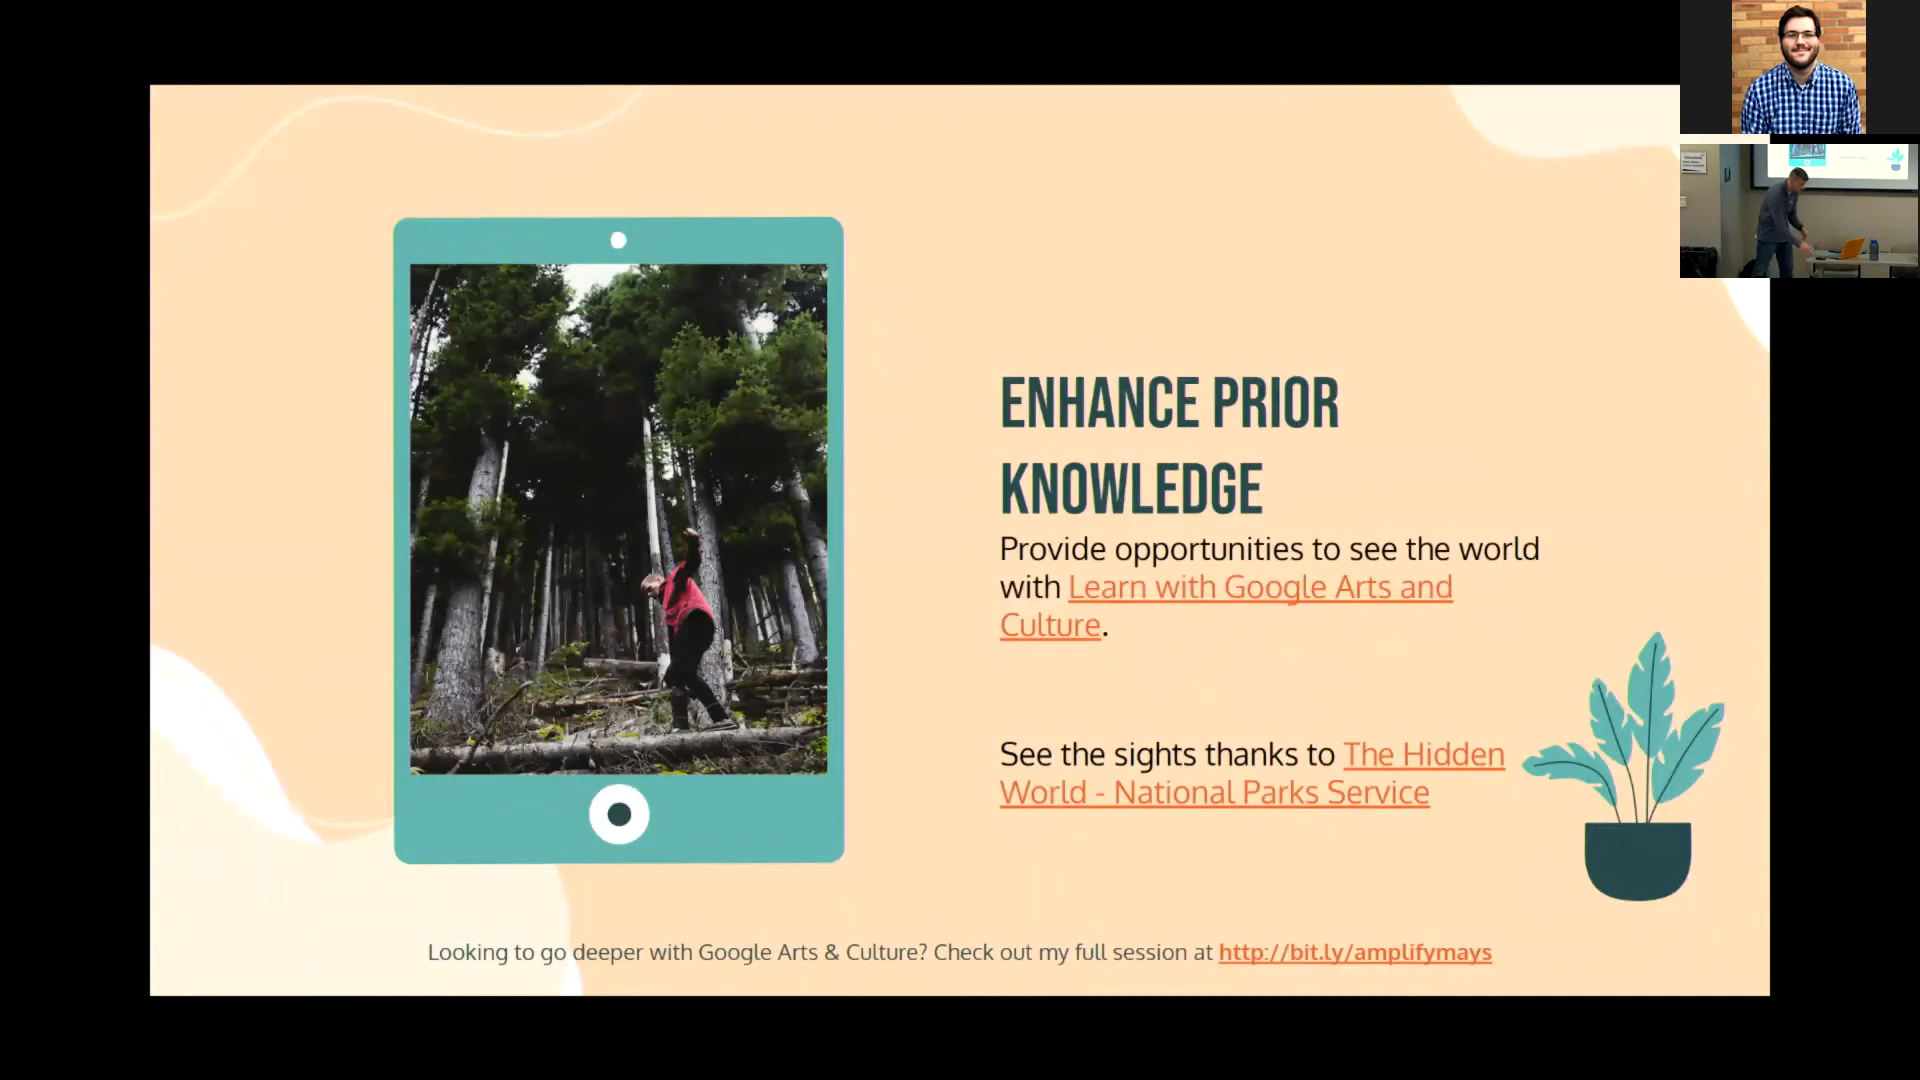 ENHANCE PRIOR
KNOWLEDGE
Provide opportunities to see the world
with Learn with Google Arts and
Culture.
See the sights thanks to The Hidden
World - National Parks Service
Looking to go deeper with Google Arts & Culture? Check out my full session at http://bit.ly/amplifymays